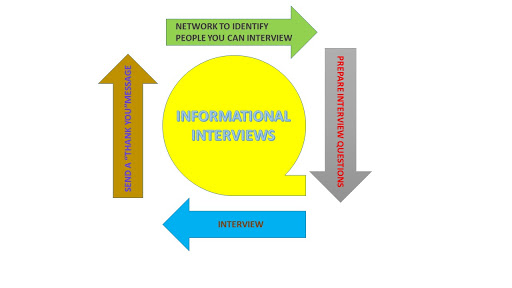 NETWORK TO IDENTIFY
PEOPLE YOU CAN INTERVIEW
PREPARE INTERVIEW QUESTIONS
INFORMATIONAL
INTERVIEWS
INTERVIEW
SEND A "THANK YOU"MESSAGE